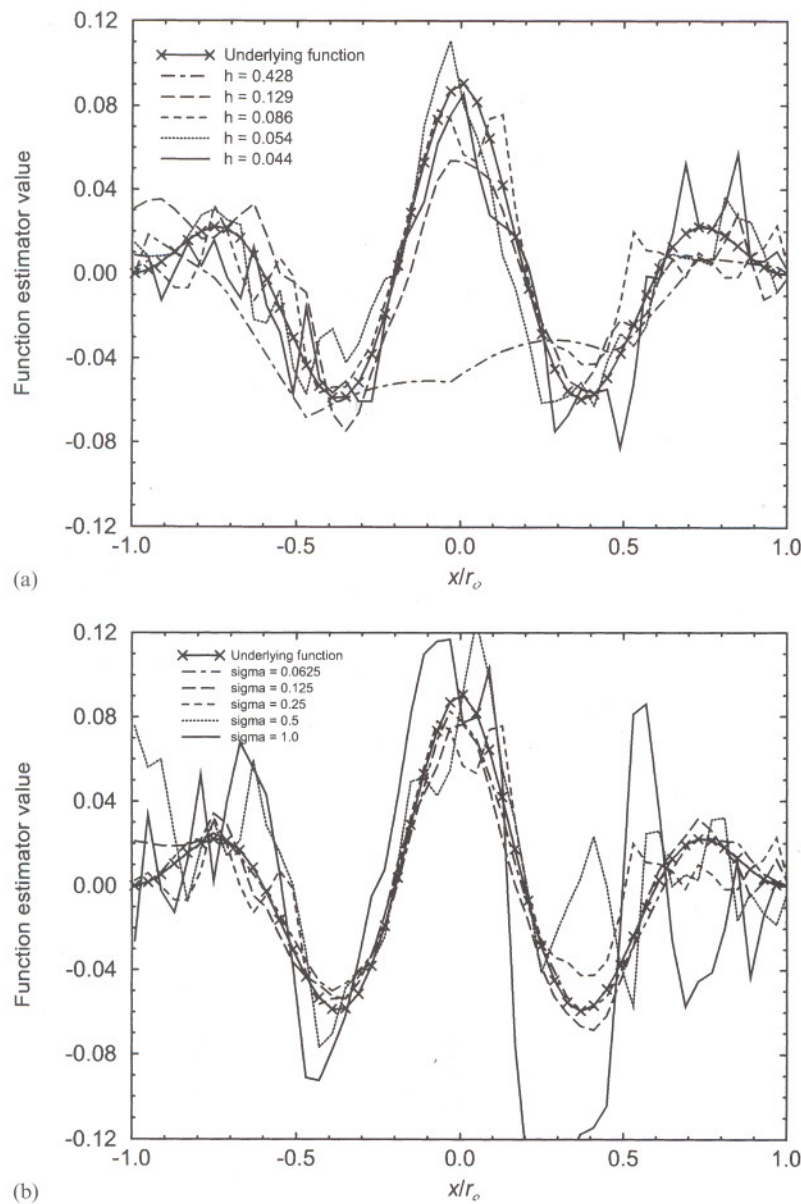 Underlying function
h = 0.428
h = 0.129
h = 0.086
h = 0.054
h = 0.044
Function estimator value
0.12
0.08
0.04
0.00
-0.04
-0.08
-0.12
-1.0 -0.5 0.0 0.5 1.0
x/rₒ
(a)
Underlying function
sigma = 0.0625
sigma = 0.125
sigma = 0.25
sigma = 0.5
sigma = 1.0
Function estimator value
0.12
0.08
0.04
0.00
-0.04
-0.08
-0.12
-1.0 -0.5 0.0 0.5 1.0
x/rₒ
(b)